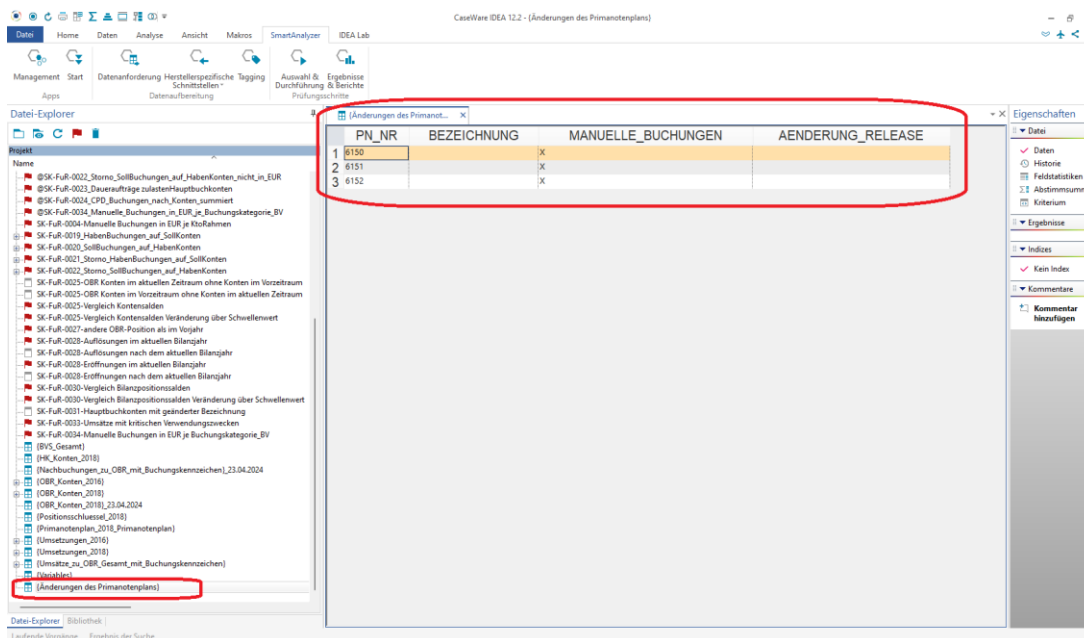 CaseWare IDEA 12.2 - {Änderungen des Primanotenplans}
Datei Home Daten Analyse Ansicht Makros SmartAnalyzer IDEA Lab
Management Start Datenanforderung Herstellerspezifische Schnittstellen Tagging Auswahl & Durchführung Ergebnisse & Berichte
Apps Datenaufbereitung Prüfungsschritte
Datei-Explorer
Projekt
Name
@SK-FuR-0022_Storno_SollBuchungen_auf_HabenKonten_nicht_in_EUR
@SK-FuR-0023_Daueraufträge zulastenHauptbuchkonten
@SK-FuR-0024_CPD_Buchungen_nach_Konten_summiert
@SK-FuR-0034_Manuelle_Buchungen_in_EUR_je_Buchungskategorie_BV
SK-FuR-0004-Manuelle Buchungen in EUR je KtoRahmen
SK-FuR-0019_HabenBuchungen_auf_SollKonten
SK-FuR-0020_SollBuchungen_auf_HabenKonten
SK-FuR-0021_Storno_HabenBuchungen_auf_SollKonten
SK-FuR-0022_Storno_SollBuchungen_auf_HabenKonten
SK-FuR-0025-OBR Konten im aktuellen Zeitraum ohne Konten im Vorzeitraum
SK-FuR-0025-OBR Konten im Vorzeitraum ohne Konten im aktuellen Zeitraum
SK-FuR-0025-Vergleich Kontensalden
SK-FuR-0025-Vergleich Kontensalden Veränderung über Schwellenwert
SK-FuR-0027-andere OBR-Position als im Vorjahr
SK-FuR-0028-Auflösungen im aktuellen Bilanzjahr
SK-FuR-0028-Auflösungen nach dem aktuellen Bilanzjahr
SK-FuR-0028-Eröffnungen im aktuellen Bilanzjahr
SK-FuR-0028-Eröffnungen nach dem aktuellen Bilanzjahr
SK-FuR-0030-Vergleich Bilanzpositionssalden
SK-FuR-0030-Vergleich Bilanzpositionssalden Veränderung über Schwellenwert
SK-FuR-0031-Hauptbuchkonten mit geänderter Bezeichnung
SK-FuR-0033-Umsätze mit kritischen Verwendungszwecken
SK-FuR-0034-Manuelle Buchungen in EUR je Buchungskategorie_BV
{BVS_Gesamt}
{HK_Konten_2018}
{Nachbuchungen_zu_OBR_mit_Buchungskennzeichen}_23.04.2024
{OBR_Konten_2016}
{OBR_Konten_2018}
{OBR_Konten_2018}_23.04.2024
{Positionsschluessel_2018}
{Primanotenplan_2018_Primanotenplan}
{Umsetzungen_2016}
{Umsetzungen_2018}
{Umsätze_zu_OBR_Gesamt_mit_Buchungskennzeichen}
{Variables}
{Änderungen des Primanotenplans}
Datei-Explorer Bibliothek
Laufende Vorgänge Ergebnis der Suche
{Änderungen des Primanot... X
PN_NR BEZEICHNUNG MANUELLE_BUCHUNGEN AENDERUNG_RELEASE
1 6150 X
2 6151 X
3 6152 X
Eigenschaften
Datei
Daten
Historie
Feldstatistiken
Abstimmsumm
Kriterium
Ergebnisse
Indizes
Kein Index
Kommentare
Kommentar
hinzufügen